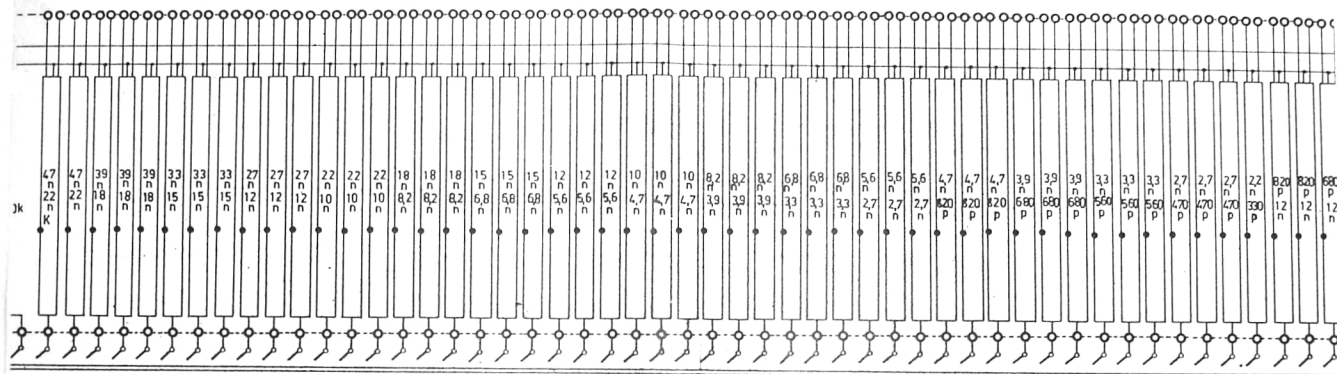 47 47 39 39 39 33 33 33 27 27 27 22 22 22 18 18 18 15 15 15 12 12 12 10 10 10 8,2 8,2 8,2 6,8 6,8 6,8 5,6 5,6 5,6 4,7 4,7 4,7 3,9 3,9 3,9 3,3 3,3 3,3 2,7 2,7 2,7 2,2 820 820 680
n n n n n n n n n n n n n n n n n n n n n n n n n n n n n n n n n n n n n n n n n n n n n n n n p p p
0k 22 22 18 18 18 15 15 15 12 12 12 10 10 10 8,2 8,2 8,2 6,8 6,8 6,8 5,6 5,6 5,6 4,7 4,7 4,7 3,9 3,9 3,9 3,3 3,3 3,3 2,7 2,7 2,7 820 820 820 680 680 680 560 560 560 470 470 470 330 12 12 12
n n n n n n n n n n n n n n n n n n n n n n n n n n n n n n n n n n n p p p p p p p p p p p p p n n n
K